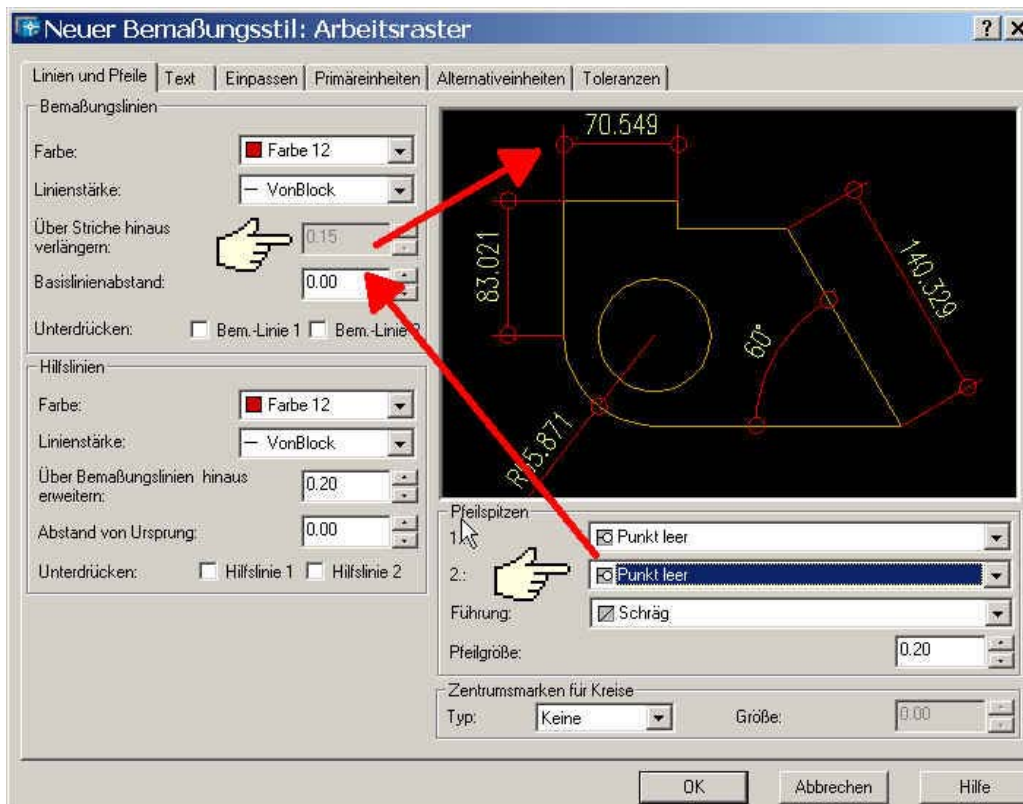 Neuer Bemaßungsstil: Arbeitsraster
Linien und Pfeile Text Einpassen Primäreinheiten Alternativeinheiten Toleranzen
Bemaßungslinien
Farbe: Farbe 12
Linienstärke: VonBlock
Über Striche hinaus verlängern: 0.15
Basislinienabstand: 0.00
Unterdrücken: Bem.-Linie 1 Bem.-Linie 2
Hilfslinien
Farbe: Farbe 12
Linienstärke: VonBlock
Über Bemaßungslinien hinaus erweitern: 0.20
Abstand von Ursprung: 0.00
Unterdrücken: Hilfslinie 1 Hilfslinie 2
70.549
83.021
140.329
60°
Pfeilspitzen
1.: Punkt leer
2.: Punkt leer
Führung: Schräg
Pfeilgröße: 0.20
Zentrumsmarken für Kreise
Typ: Keine Größe: 0.00
OK Abbrechen Hilfe